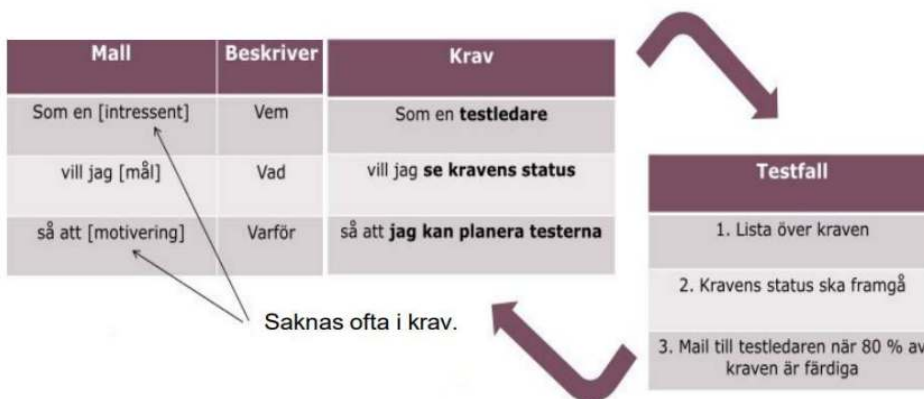 Mall Beskriver Krav
Som en [intressent] Vem Som en testledare
vill jag [mål] Vad vill jag se kravens status
så att [motivering] Varför så att jag kan planera testerna
Saknas ofta i krav.
Testfall
1. Lista över kraven
2. Kravens status ska framgå
3. Mail till testledaren när 80 % av
kraven är färdiga